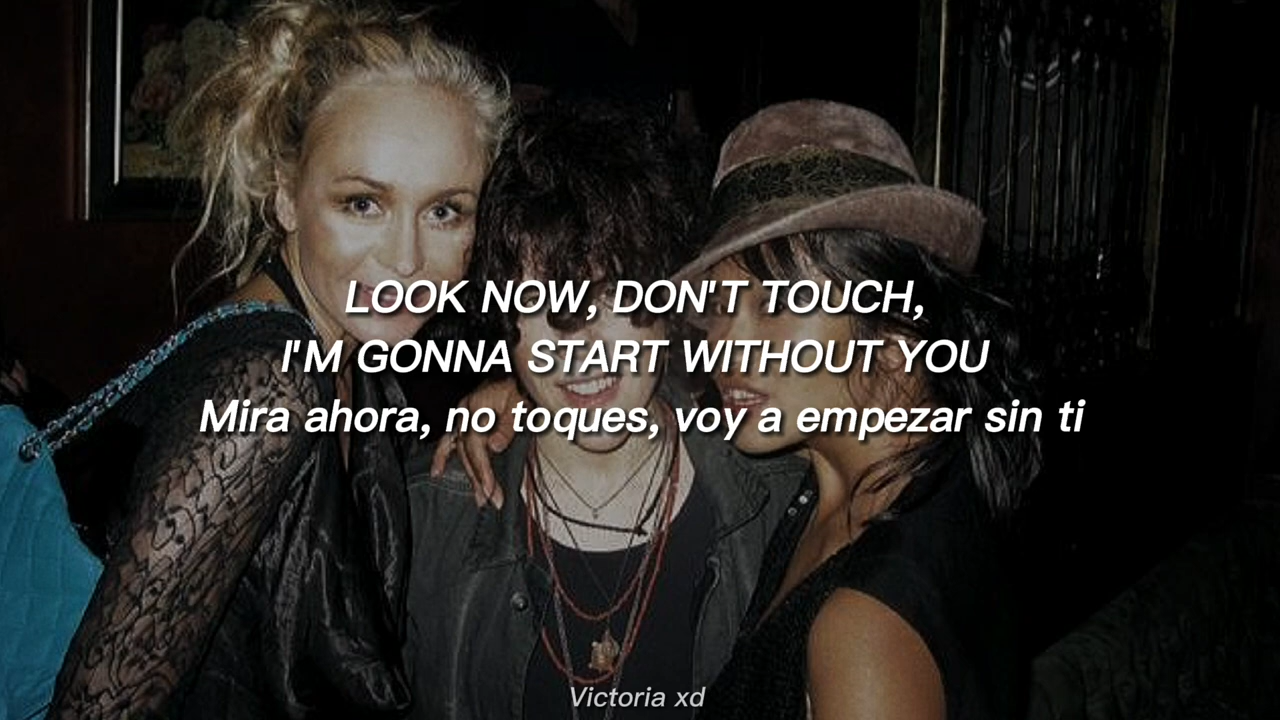 LOOK NOW, DON'T TOUCH,
I'M GONNA START WITHOUT YOU
Mira ahora, no toques, voy a empezar sin ti
Victoria xd